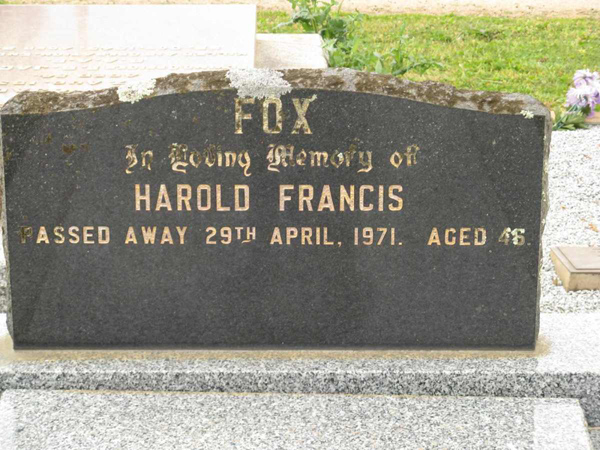 FOX
In Loving Memory of
HAROLD FRANCIS
PASSED AWAY 29TH APRIL, 1971. AGED 46.